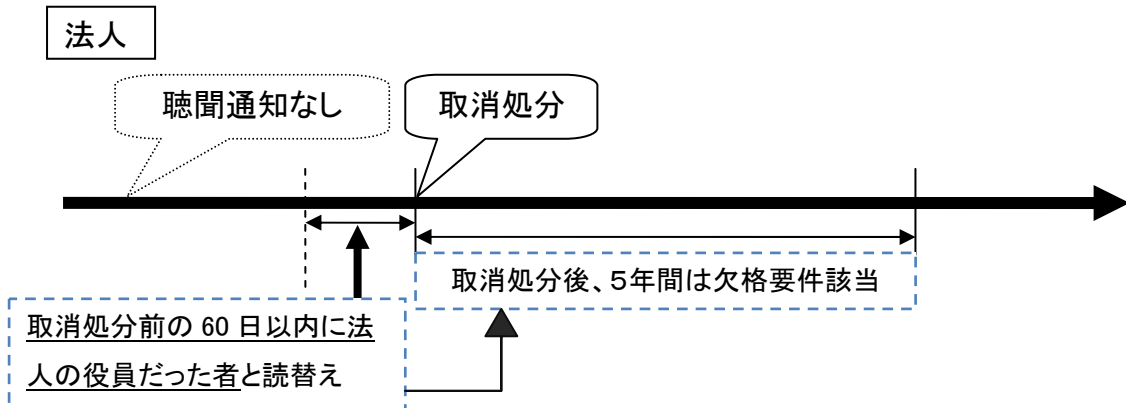 法人
聴聞通知なし
取消処分
取消処分後、５年間は欠格要件該当
取消処分前の 60 日以内に法
人の役員だった者と読替え